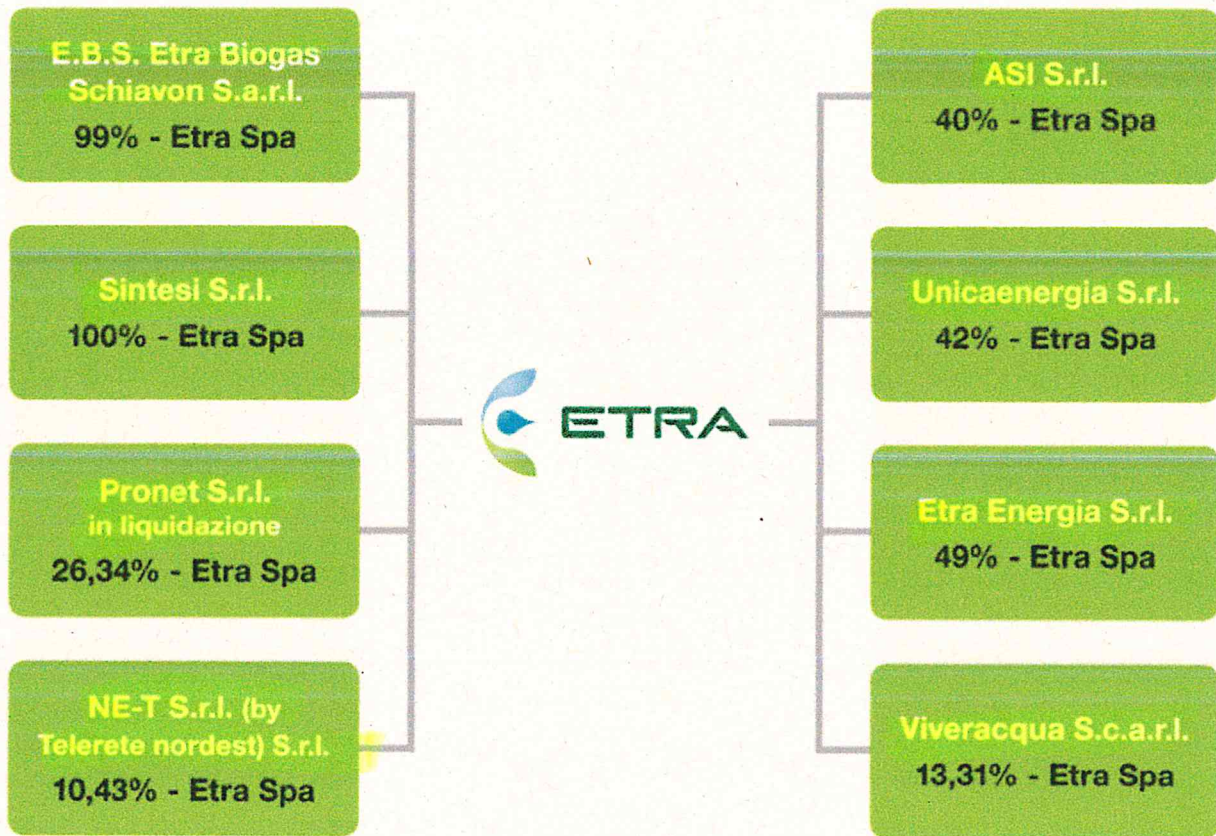 E.B.S. Etra Biogas
Schiavon S.a.r.l.
99% - Etra Spa
Sintesi S.r.l.
100% - Etra Spa
Pronet S.r.l.
in liquidazione
26,34% - Etra Spa
NE-T S.r.l. (by
Telerete nordest) S.r.l.
10,43% - Etra Spa
ETRA
ASI S.r.l.
40% - Etra Spa
Unicaenergia S.r.l.
42% - Etra Spa
Etra Energia S.r.l.
49% - Etra Spa
Viveracqua S.c.a.r.l.
13,31% - Etra Spa